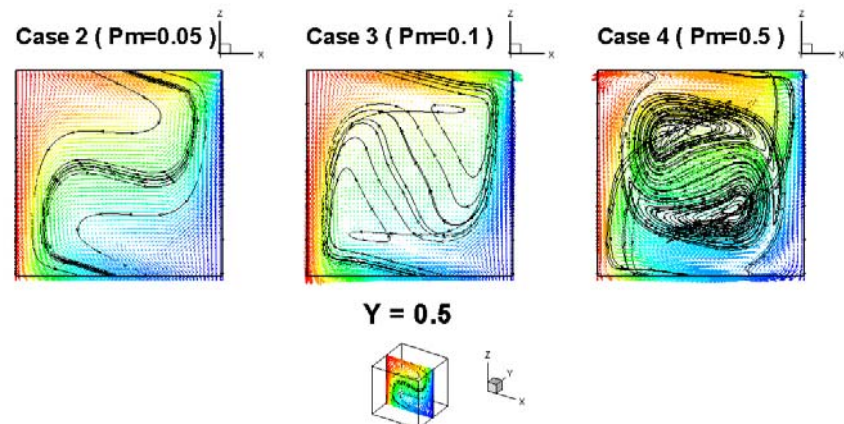 Z
Z
Z
Case 2 ( Pm=0.05 )
X
Case 3 ( Pm=0.1 )
X
Case 4 ( Pm=0.5 )
X
Y = 0.5
Z
Y
X